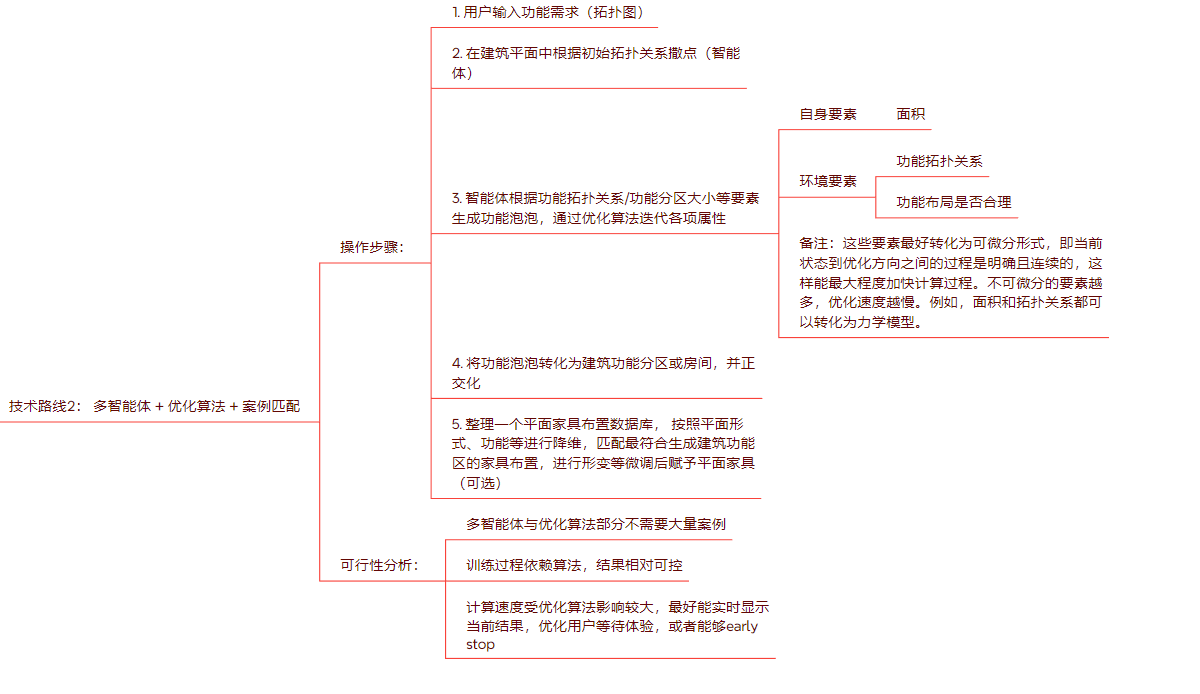 技术路线2： 多智能体 + 优化算法 + 案例匹配
操作步骤：
1. 用户输入功能需求（拓扑图）
2. 在建筑平面中根据初始拓扑关系撒点（智能
体）
3. 智能体根据功能拓扑关系/功能分区大小等要素
生成功能泡泡，通过优化算法迭代各项属性
自身要素
面积
环境要素
功能拓扑关系
功能布局是否合理
备注：这些要素最好转化为可微分形式，即当前
状态到优化方向之间的过程是明确且连续的，这
样能最大程度加快计算过程。不可微分的要素越
多，优化速度越慢。例如，面积和拓扑关系都可
以转化为力学模型。
4. 将功能泡泡转化为建筑功能分区或房间，并正
交化
5. 整理一个平面家具布置数据库， 按照平面形
式、功能等进行降维，匹配最符合生成建筑功能
区的家具布置，进行形变等微调后赋予平面家具
（可选）
可行性分析：
多智能体与优化算法部分不需要大量案例
训练过程依赖算法，结果相对可控
计算速度受优化算法影响较大，最好能实时显示
当前结果，优化用户等待体验，或者能够early
stop